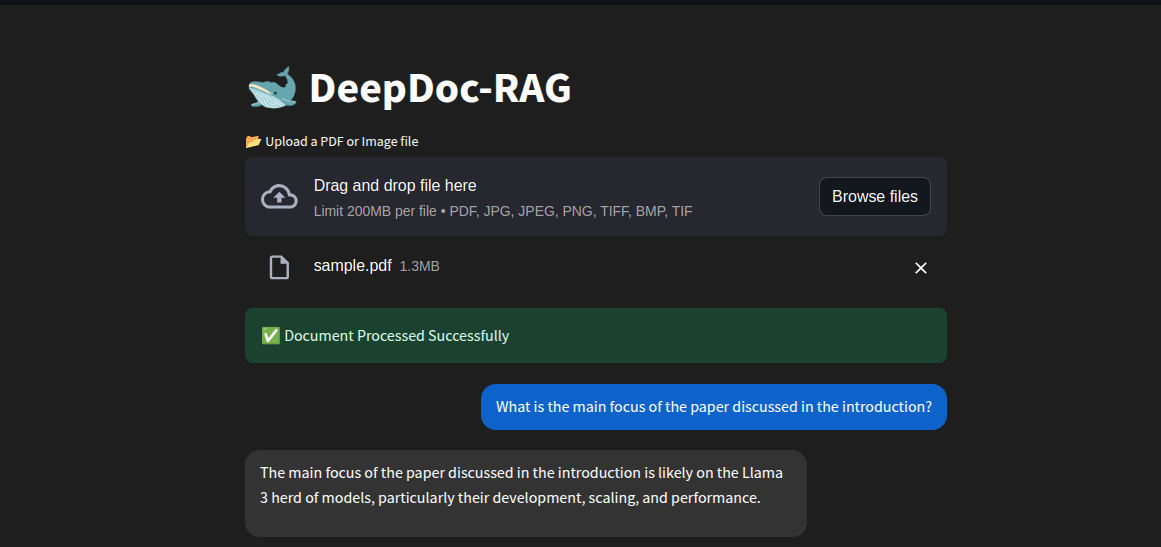 DeepDoc-RAG
Upload a PDF or Image file
Drag and drop file here
Limit 200MB per file • PDF, JPG, JPEG, PNG, TIFF, BMP, TIF
Browse files
sample.pdf 1.3MB
Document Processed Successfully
What is the main focus of the paper discussed in the introduction?
The main focus of the paper discussed in the introduction is likely on the Llama
3 herd of models, particularly their development, scaling, and performance.